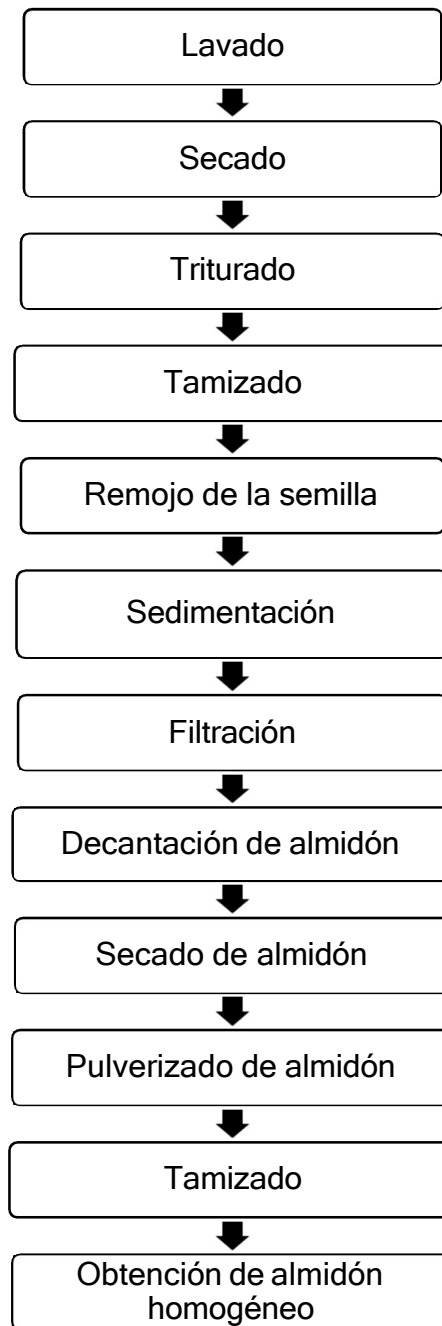 Lavado
Secado
Triturado
Tamizado
Remojo de la semilla
Sedimentación
Filtración
Decantación de almidón
Secado de almidón
Pulverizado de almidón
Tamizado
Obtención de almidón
homogéneo